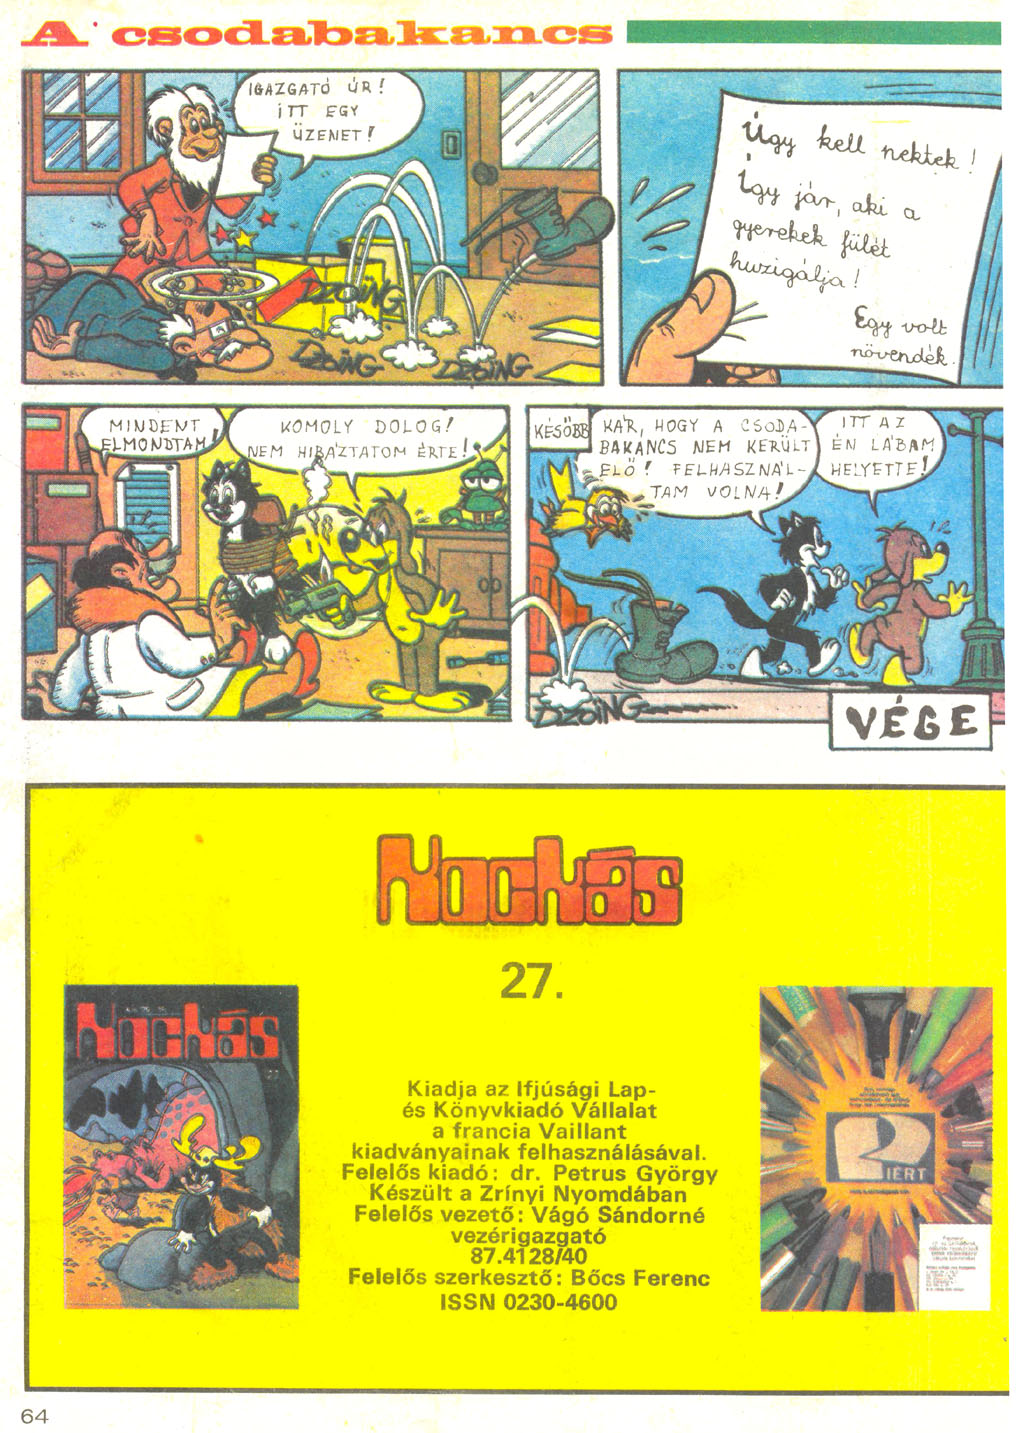 A csodabakancs
IGAZGATÓ ÚR!
ITT EGY
ÜZENET!
DZOING
DZOING
DZOING
Úgy kell nektek!
Így jár, aki a
gyerekek fülét
huzigálja!
Egy volt
növendék.
MINDENT
ELMONDTAM!
KOMOLY DOLOG!
NEM HIBÁZTATOM ÉRTE!
KÉSŐBB
KÁR, HOGY A CSODA-
BAKANCS NEM KERÜLT
ELŐ! FELHASZNÁL-
TAM VOLNA!
ITT AZ
ÉN LÁBAM
HELYETTE!
DZOING
VÉGE
Kockás
27.
Kockás
Kiadja az Ifjúsági Lap-
és Könyvkiadó Vállalat
a francia Vaillant
kiadványainak felhasználásával.
Felelős kiadó: dr. Petrus György
Készült a Zrínyi Nyomdában
Felelős vezető: Vágó Sándorné
vezérigazgató
87.4128/40
Felelős szerkesztő: Bőcs Ferenc
ISSN 0230-4600
PIÉRT
64